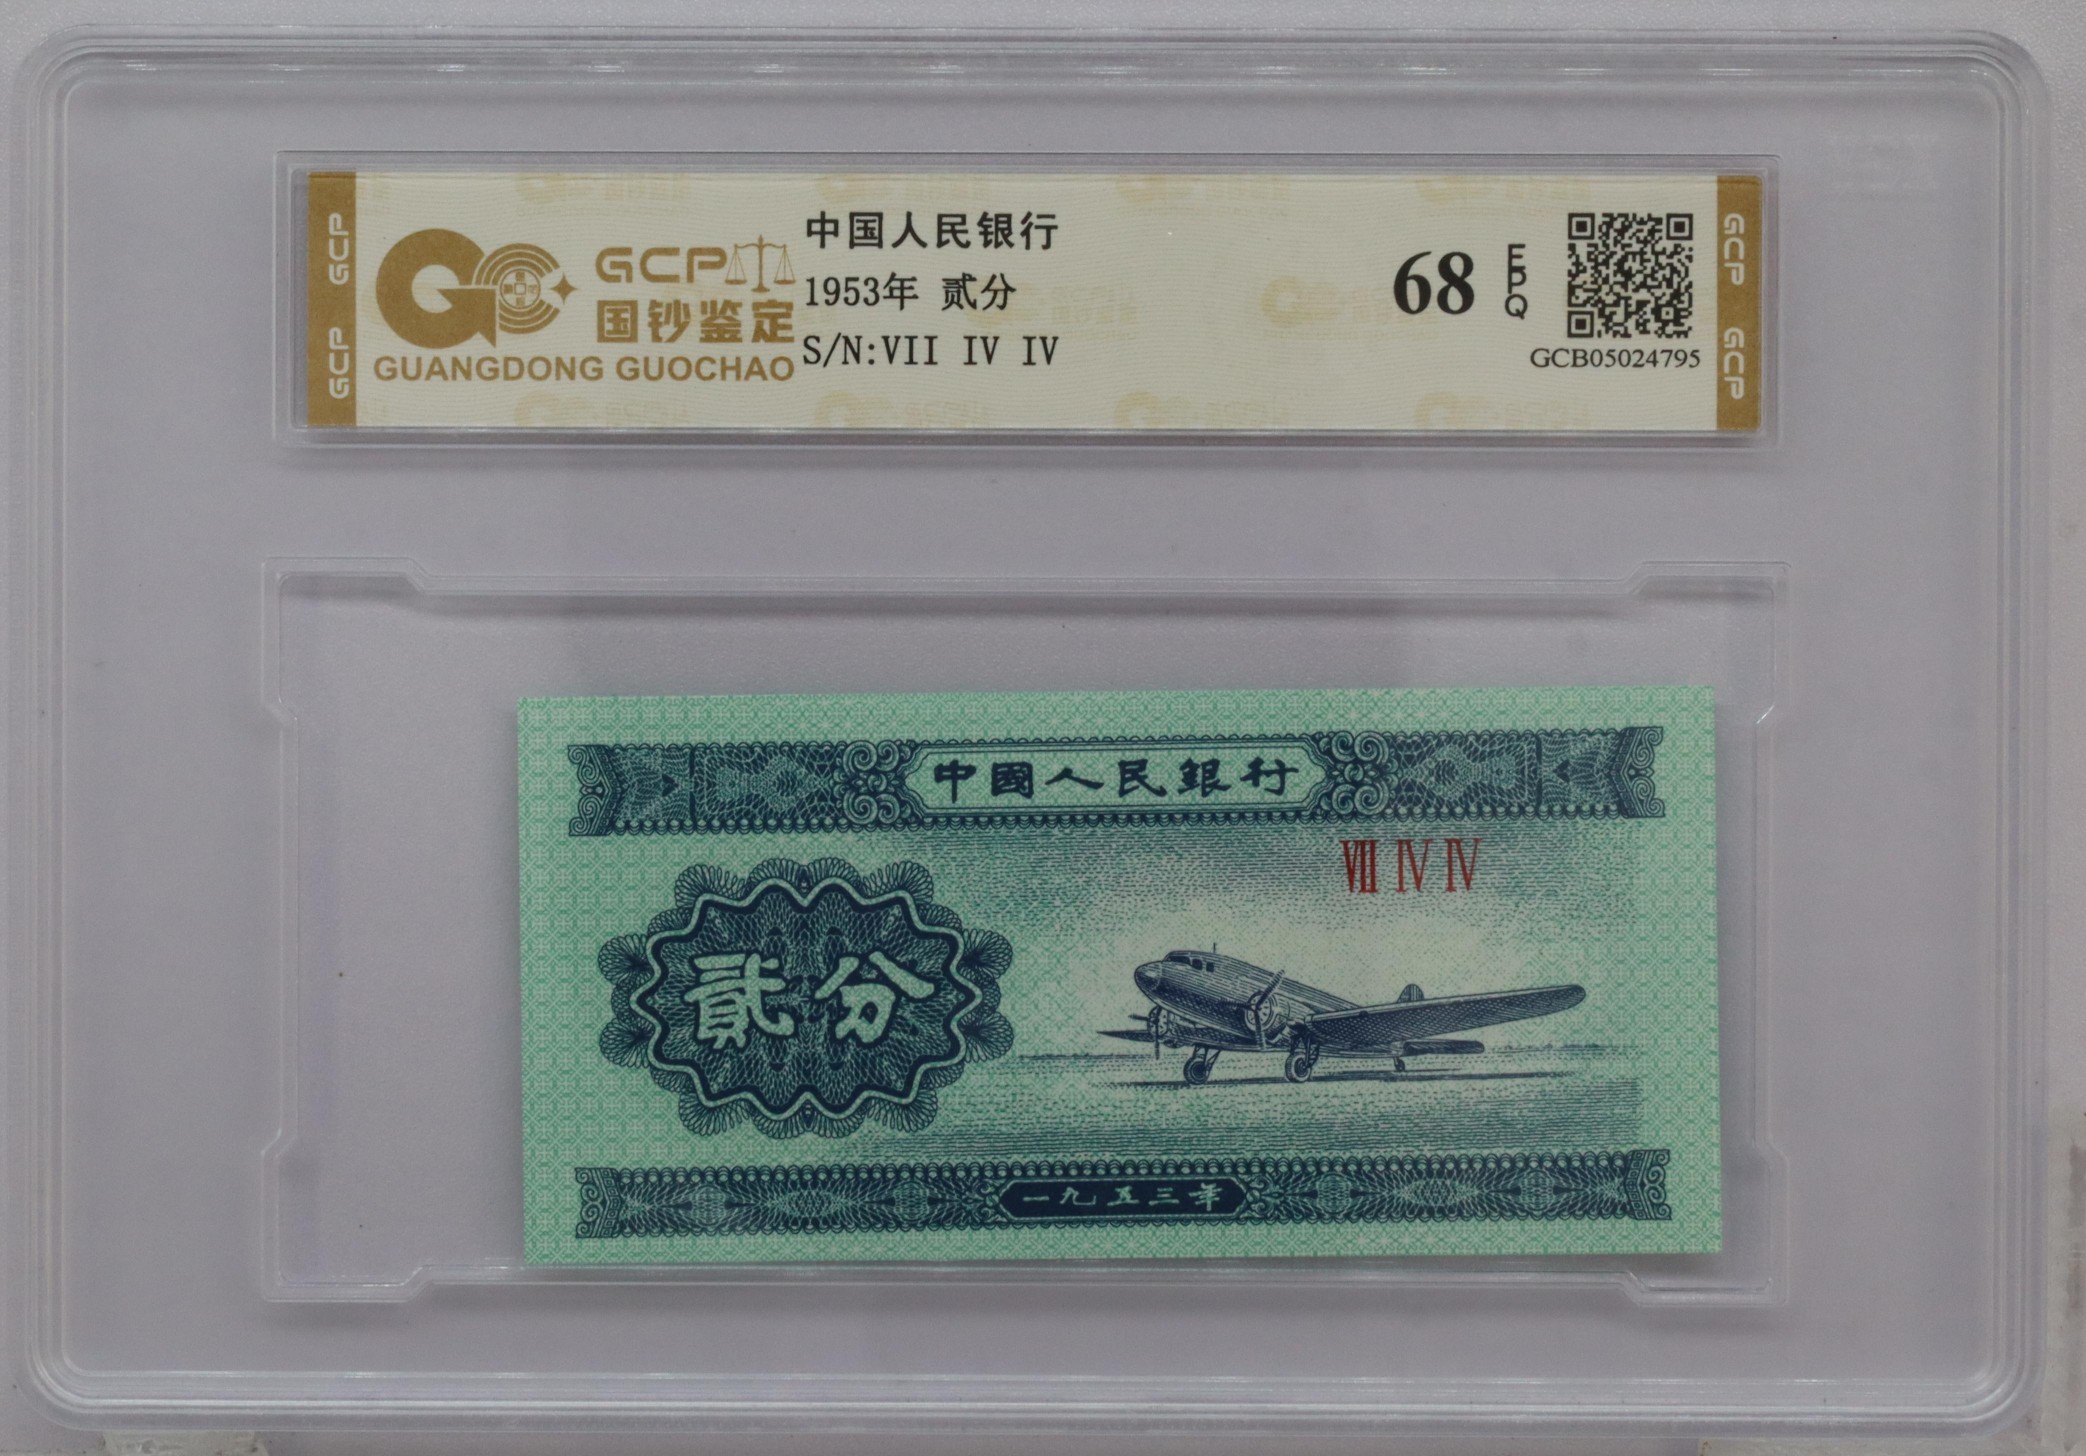 GCP
GCP
GCP
国钞鉴定
GUANGDONG GUOCHAO
中国人民银行
1953年 贰分
S/N:VII IV IV
68 EPQ
GCB05024795
GCP
GCP
中國人民銀行
VII IV IV
貳分
一九五三年